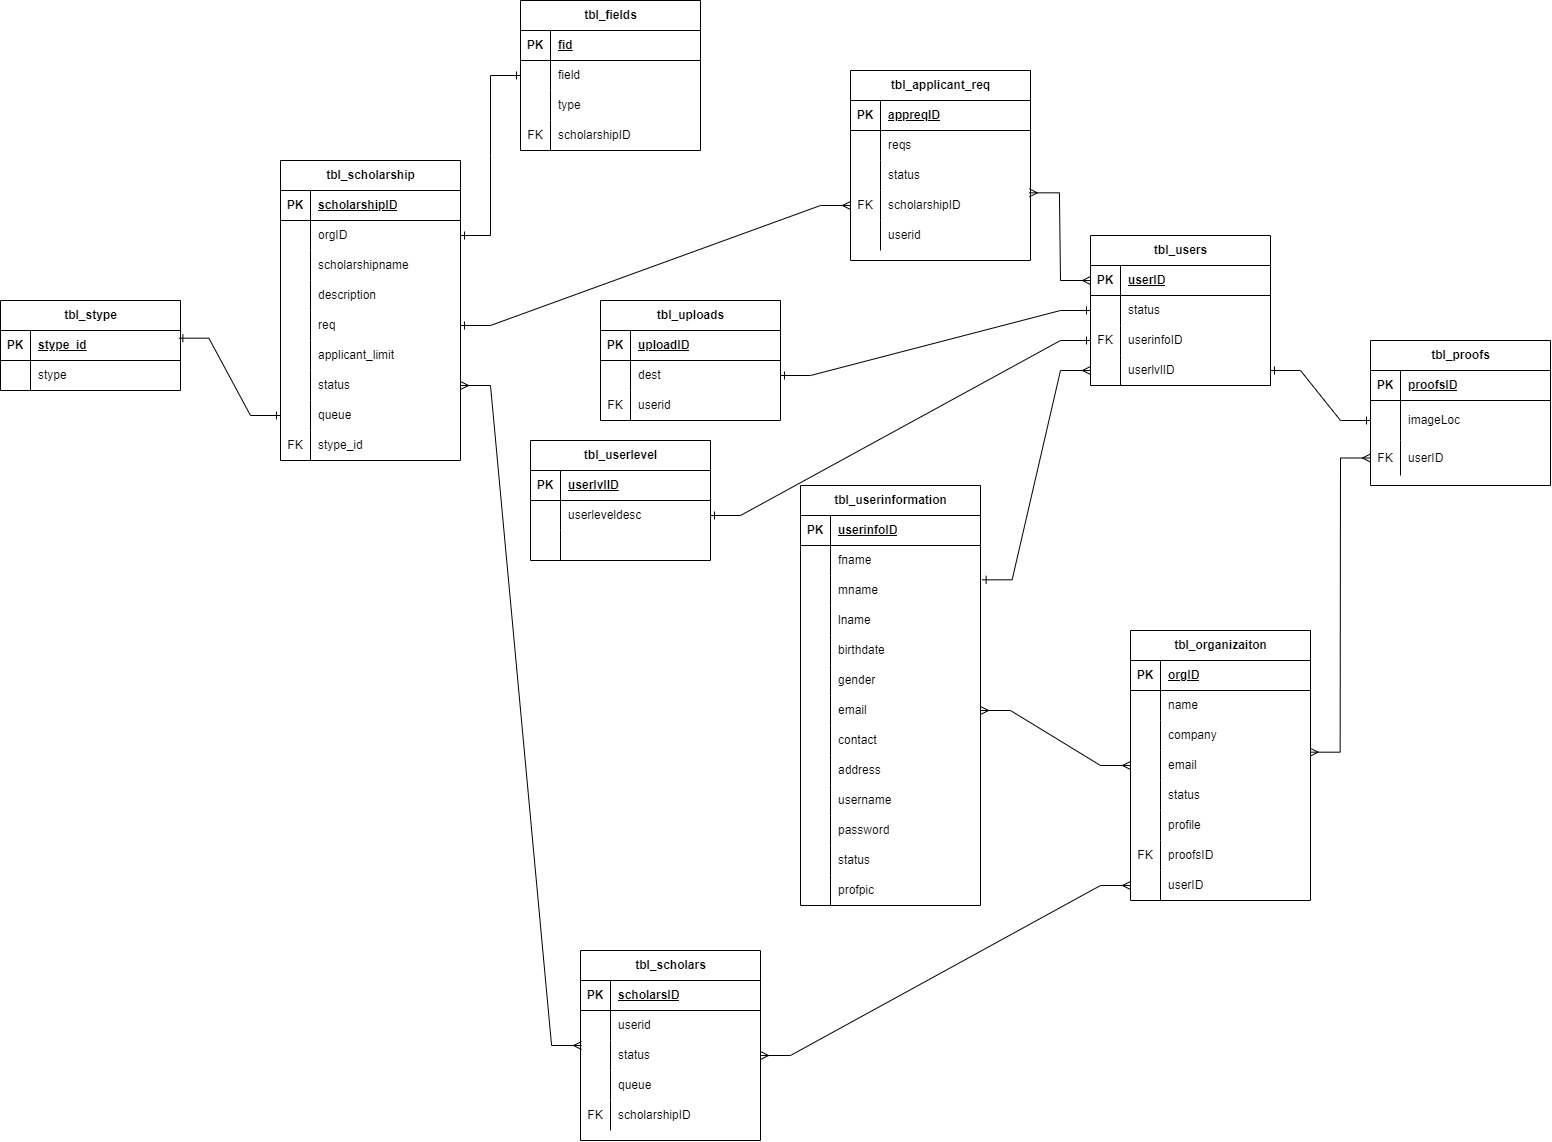 tbl_fields
PK fid
field
type
FK scholarshipID
tbl_applicant_req
PK appreqID
reqs
status
FK scholarshipID
userid
tbl_scholarship
PK scholarshipID
orgID
scholarshipname
description
req
applicant_limit
status
queue
FK stype_id
tbl_users
PK userID
status
FK userinfoID
userlvlID
tbl_stype
PK stype_id
stype
tbl_uploads
PK uploadID
dest
FK userid
tbl_proofs
PK proofsID
imageLoc
FK userID
tbl_userlevel
PK userlvlID
userleveldesc
tbl_userinformation
PK userinfoID
fname
mname
lname
birthdate
gender
email
contact
address
username
password
status
profpic
tbl_organizaiton
PK orgID
name
company
email
status
profile
FK proofsID
userID
tbl_scholars
PK scholarsID
userid
status
queue
FK scholarshipID